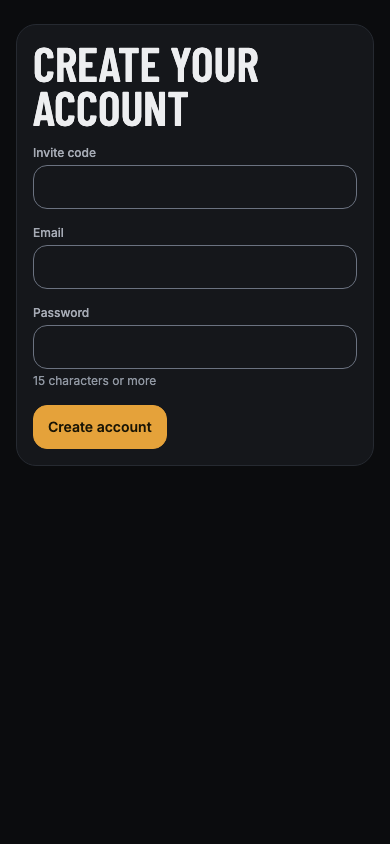 CREATE YOUR
ACCOUNT
Invite code
Email
Password
15 characters or more
Create account